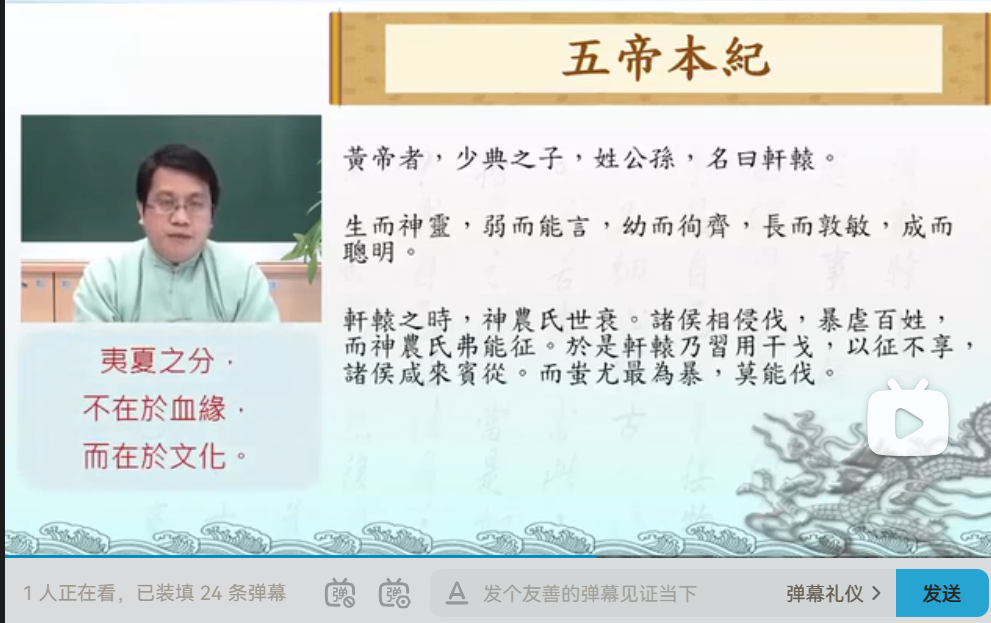 五帝本紀
黃帝者，少典之子，姓公孫，名曰軒轅。
生而神靈，弱而能言，幼而徇齊，長而敦敏，成而
聰明。
軒轅之時，神農氏世衰。諸侯相侵伐，暴虐百姓，
而神農氏弗能征。於是軒轅乃習用干戈，以征不享，
諸侯咸來賓從。而蚩尤最為暴，莫能伐。
夷夏之分，
不在於血緣，
而在於文化。
1 人正在看，已装填 24 条弹幕
弹
弹
A
发个友善的弹幕见证当下
弹幕礼仪
发送